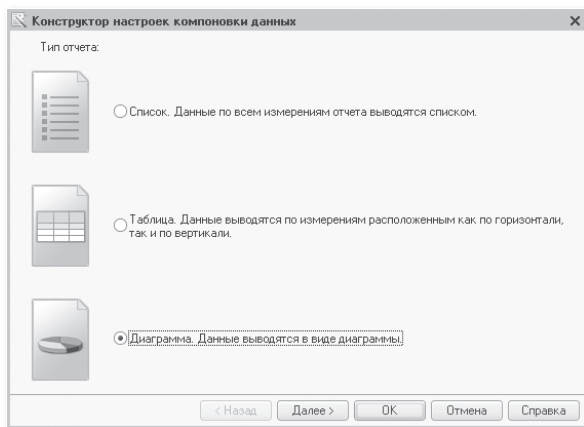 Конструктор настроек компоновки данных
Тип отчета:
Список. Данные по всем измерениям отчета выводятся списком.
Таблица. Данные выводятся по измерениям расположенным как по горизонтали,
так и по вертикали.
Диаграмма. Данные выводятся в виде диаграммы.
< Назад Далее > OK Отмена Справка